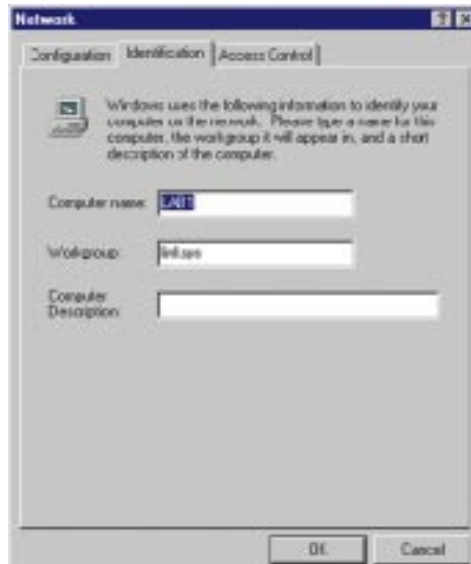 Network
Configuration Identification Access Control
Windows uses the following information to identify your
computer on the network. Please type a name for this
computer, the workgroup it will appear in, and a short
description of the computer.
Computer name: LAB1
Workgroup:
Computer
Description:
OK Cancel